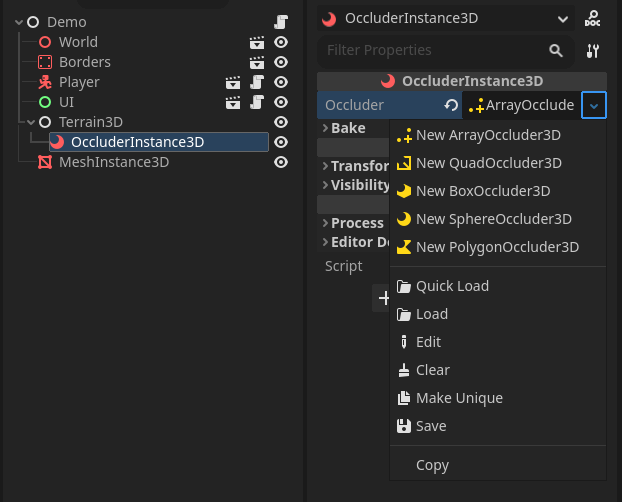 Demo
World
Borders
Player
UI
Terrain3D
OccluderInstance3D
MeshInstance3D
OccluderInstance3D
DOC
Filter Properties
OccluderInstance3D
Occluder
ArrayOcclude
Bake
Transfor
Visibility
Process
Editor De
Script
New ArrayOccluder3D
New QuadOccluder3D
New BoxOccluder3D
New SphereOccluder3D
New PolygonOccluder3D
Quick Load
Load
Edit
Clear
Make Unique
Save
Copy